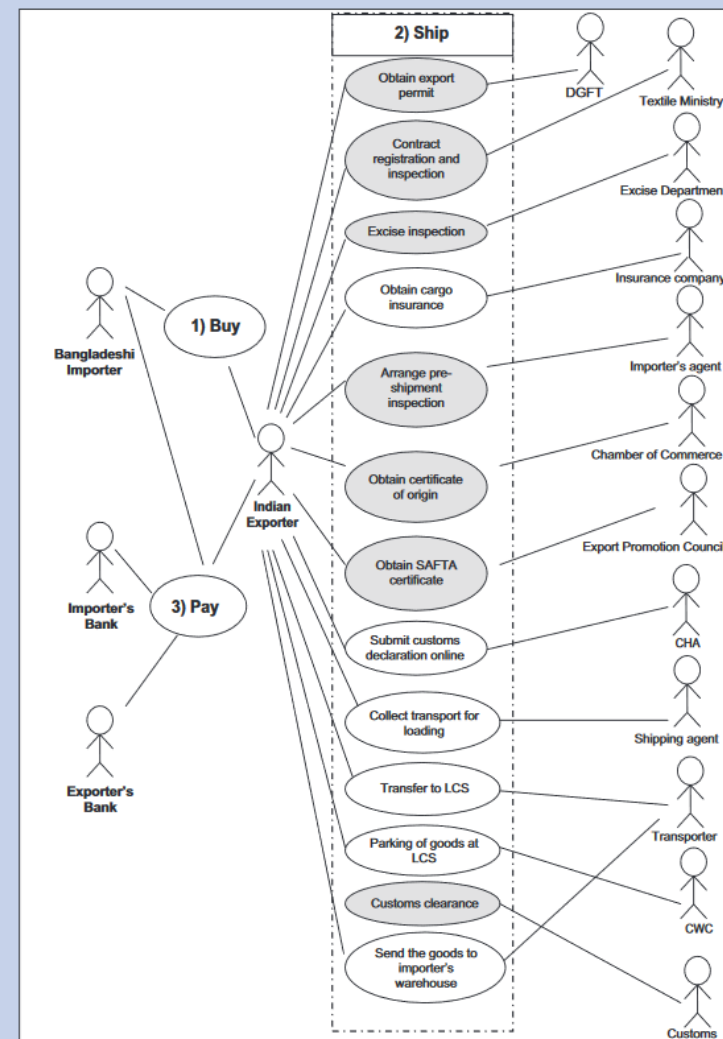 2) Ship
Obtain export
permit
DGFT
Textile Ministry
Contract
registration and
inspection
Excise Department
Excise inspection
Insurance company
Obtain cargo
insurance
1) Buy
Bangladeshi
Importer
Importer's agent
Arrange pre-
shipment
inspection
Chamber of Commerce
Obtain certificate
of origin
Indian
Exporter
Export Promotion Council
Obtain SAFTA
certificate
3) Pay
Importer's
Bank
Submit customs
declaration online
CHA
Collect transport for
loading
Shipping agent
Exporter's
Bank
Transfer to LCS
Transporter
Parking of goods at
LCS
CWC
Customs clearance
Send the goods to
importer's
warehouse
Customs